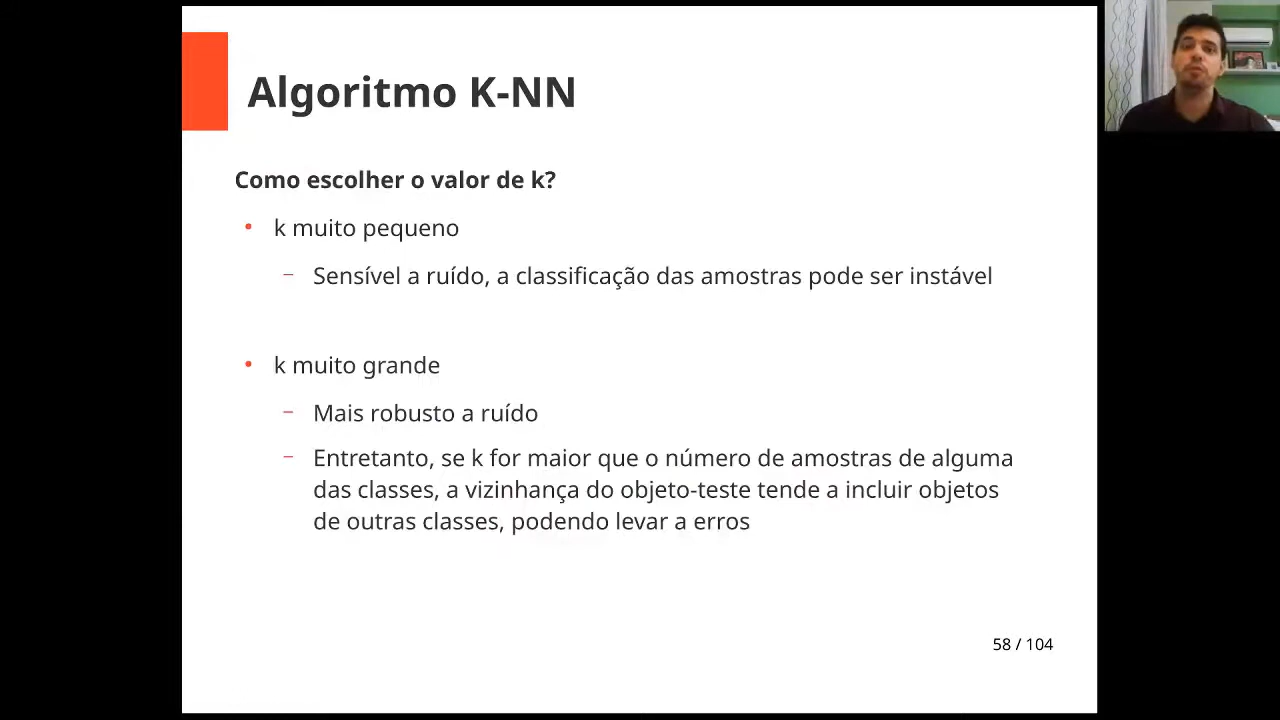 Algoritmo K-NN
Como escolher o valor de k?
• k muito pequeno
– Sensível a ruído, a classificação das amostras pode ser instável
• k muito grande
– Mais robusto a ruído
– Entretanto, se k for maior que o número de amostras de alguma
das classes, a vizinhança do objeto-teste tende a incluir objetos
de outras classes, podendo levar a erros
58 / 104